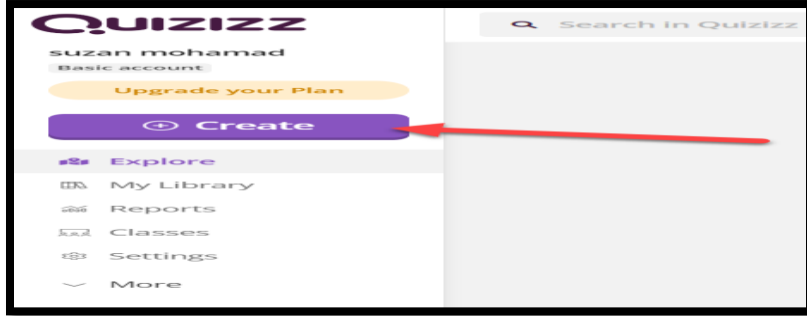 Quizizz
Search in Quizizz
suzan mohamad
Basic account
Upgrade your Plan
Create
Explore
My Library
Reports
Classes
Settings
More